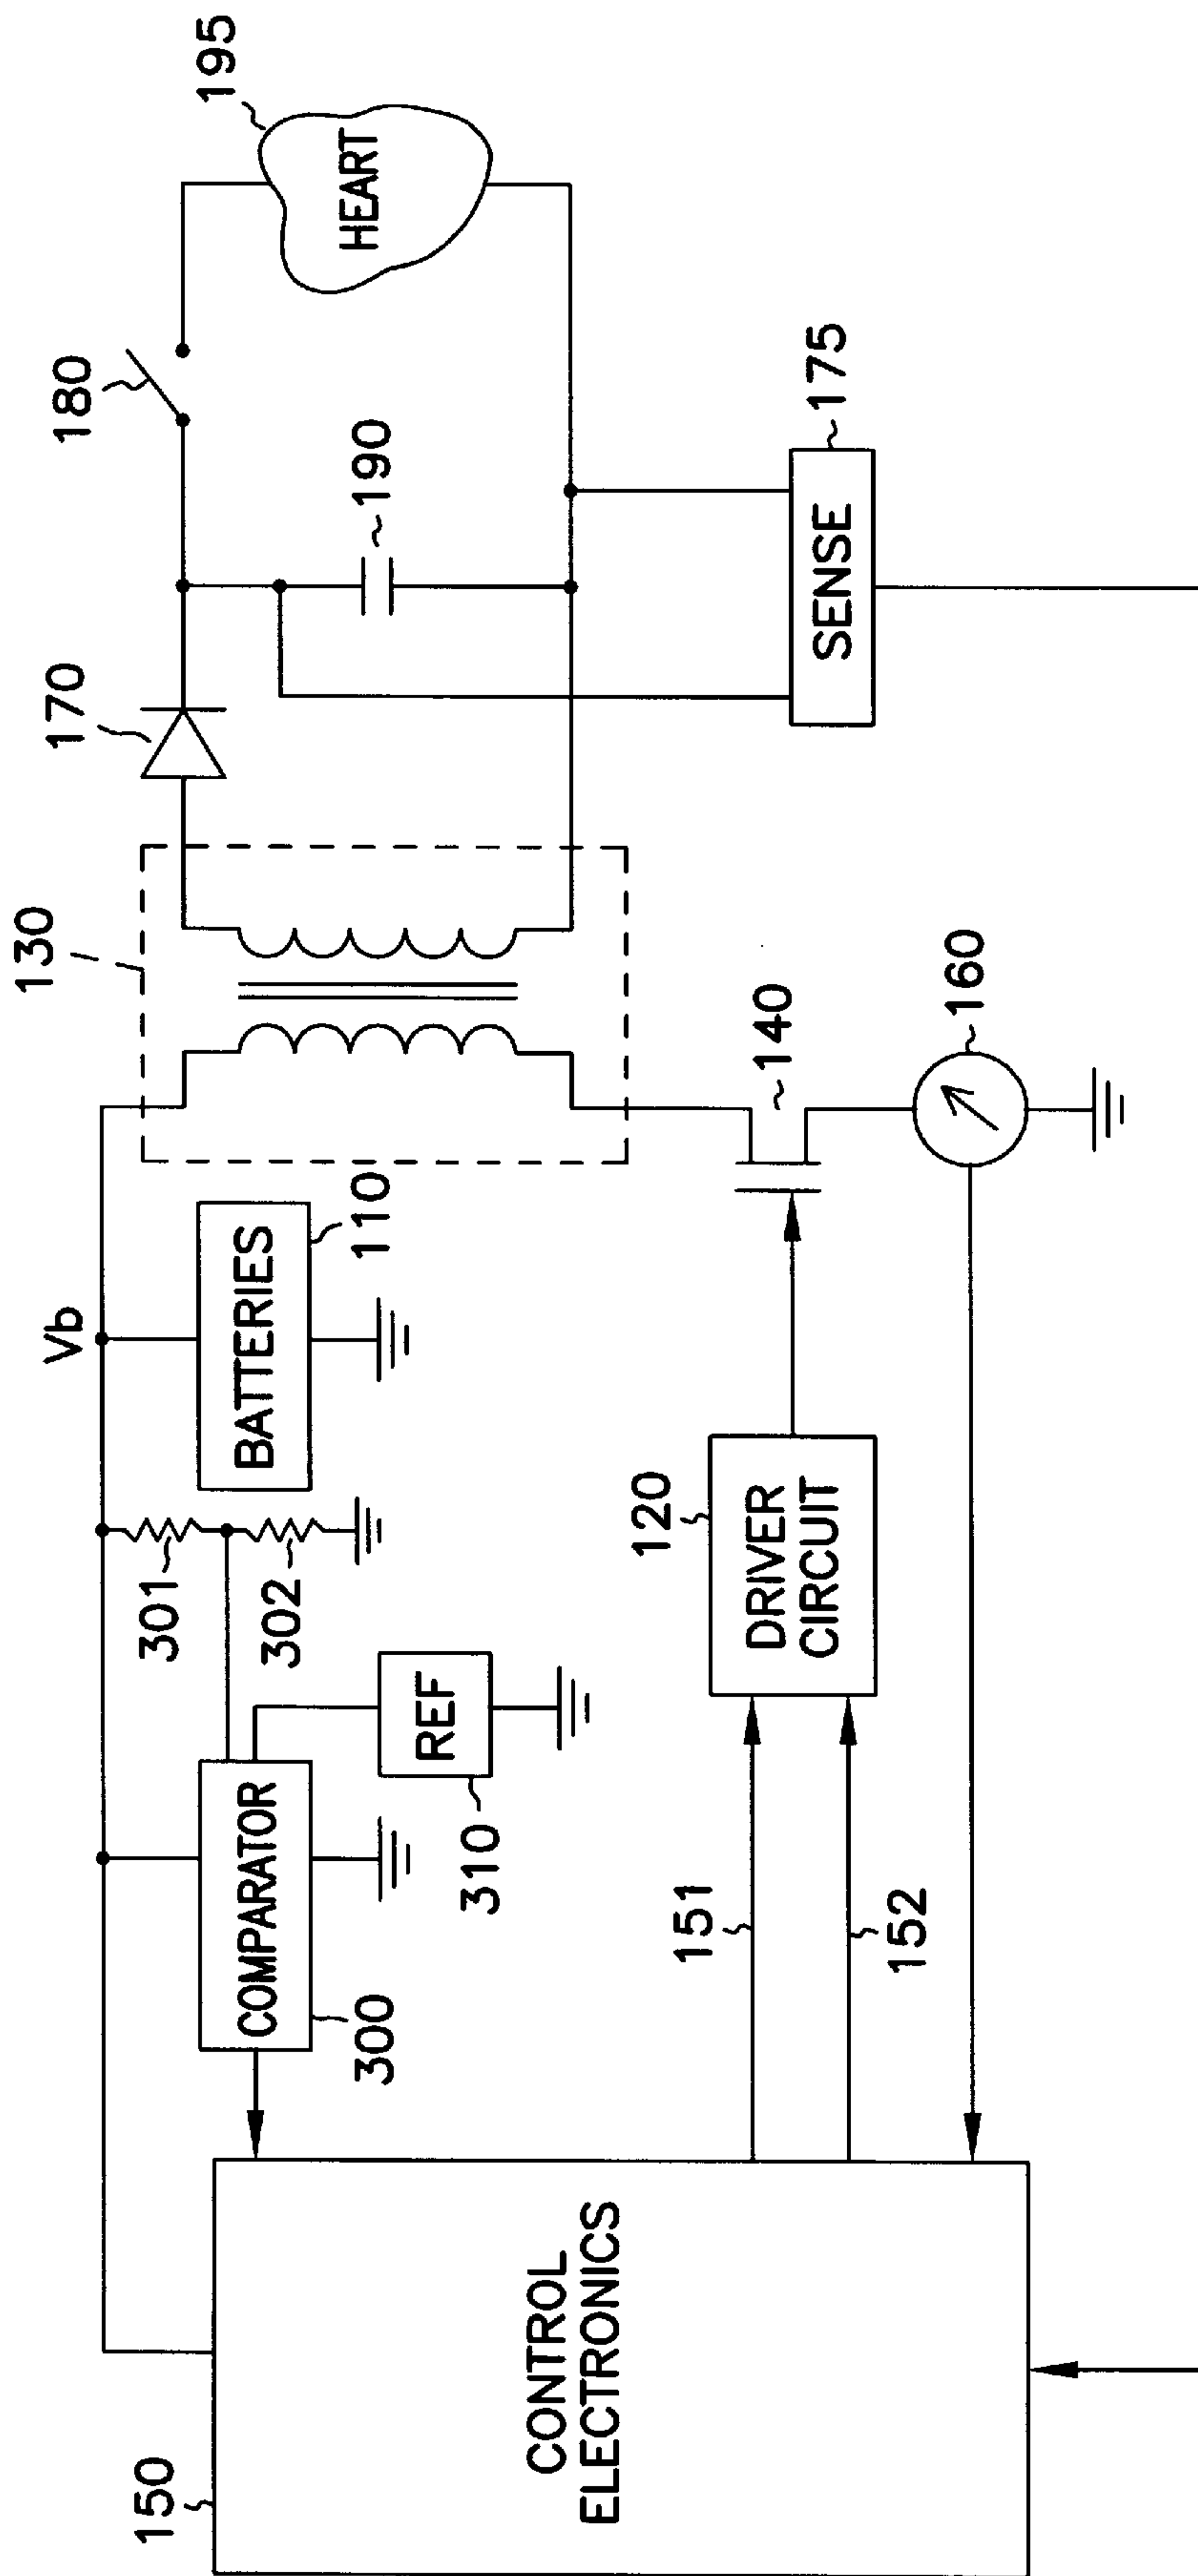 130
170
180
195
Vb
HEART
190
BATTERIES
110
301
302
COMPARATOR
300
REF
310
150
CONTROL
ELECTRONICS
151
152
120
DRIVER
CIRCUIT
140
160
SENSE
175